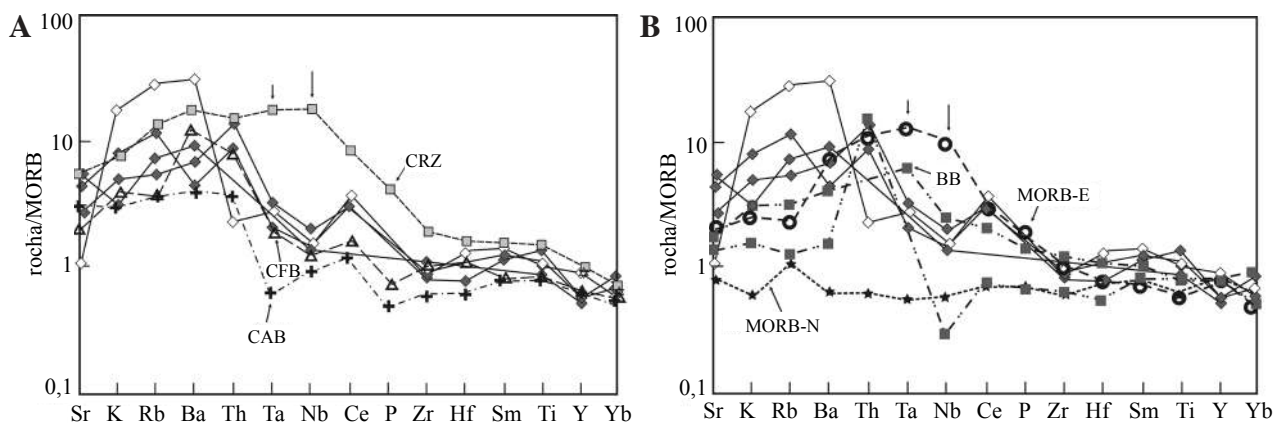 A
100
10
1
0,1
rocha/MORB
CRZ
CFB
CAB
Sr K Rb Ba Th Ta Nb Ce P Zr Hf Sm Ti Y Yb
B
100
10
1
0,1
rocha/MORB
BB
MORB-E
MORB-N
Sr K Rb Ba Th Ta Nb Ce P Zr Hf Sm Ti Y Yb